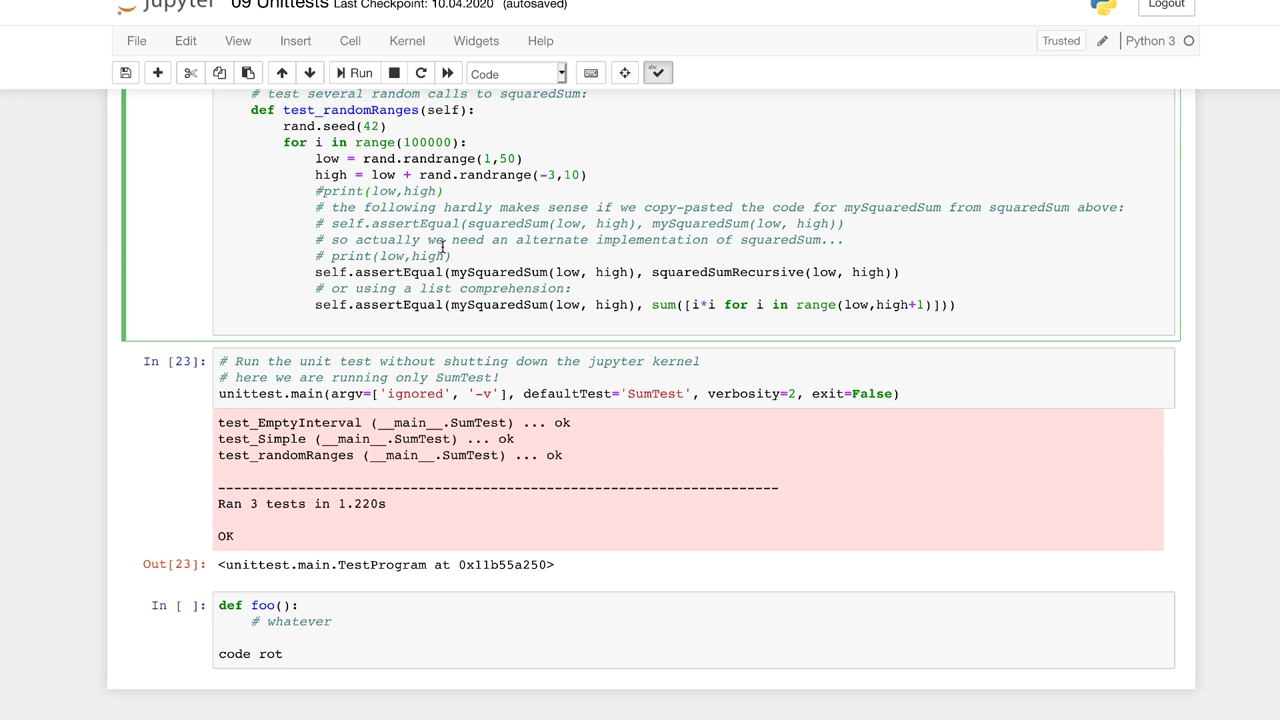 jupyter 09 Unittests Last Checkpoint: 10.04.2020 (autosaved) Logout
File Edit View Insert Cell Kernel Widgets Help Trusted Python 3
Run Code
# test several random calls to squaredSum:
def test_randomRanges(self):
rand.seed(42)
for i in range(100000):
low = rand.randrange(1,50)
high = low + rand.randrange(-3,10)
#print(low,high)
# the following hardly makes sense if we copy-pasted the code for mySquaredSum from squaredSum above:
# self.assertEqual(squaredSum(low, high), mySquaredSum(low, high))
# so actually we need an alternate implementation of squaredSum...
# print(low,high)
self.assertEqual(mySquaredSum(low, high), squaredSumRecursive(low, high))
# or using a list comprehension:
self.assertEqual(mySquaredSum(low, high), sum([i*i for i in range(low,high+1)]))
In [23]: # Run the unit test without shutting down the jupyter kernel
# here we are running only SumTest!
unittest.main(argv=['ignored', '-v'], defaultTest='SumTest', verbosity=2, exit=False)
test_EmptyInterval (__main__.SumTest) ... ok
test_Simple (__main__.SumTest) ... ok
test_randomRanges (__main__.SumTest) ... ok
----------------------------------------------------------------------
Ran 3 tests in 1.220s
OK
Out[23]: <unittest.main.TestProgram at 0x11b55a250>
In [ ]: def foo():
# whatever
code rot